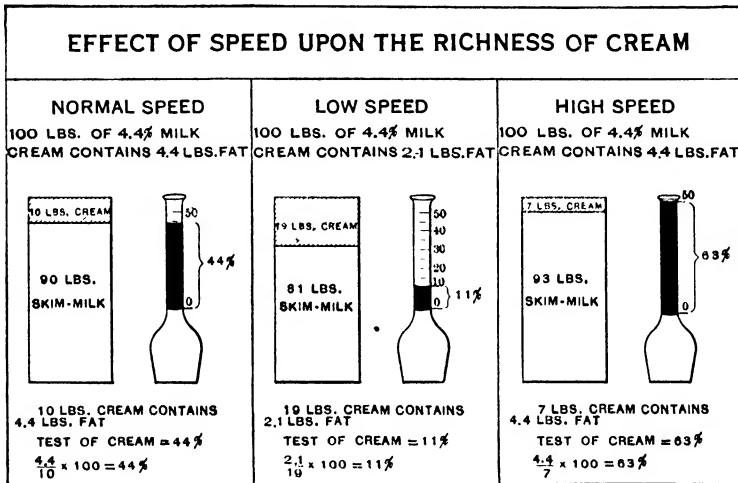 EFFECT OF SPEED UPON THE RICHNESS OF CREAM
NORMAL SPEED
100 LBS. OF 4.4% MILK
CREAM CONTAINS 4.4 LBS.FAT
10 LBS. CREAM
90 LBS.
SKIM-MILK
50
44%
0
10 LBS. CREAM CONTAINS
4.4 LBS. FAT
TEST OF CREAM = 44%
4.4/10 x 100 = 44%
LOW SPEED
100 LBS. OF 4.4% MILK
CREAM CONTAINS 2.1 LBS.FAT
19 LBS. CREAM
81 LBS.
SKIM-MILK
50
40
30
20
10
11%
0
19 LBS. CREAM CONTAINS
2.1 LBS. FAT
TEST OF CREAM = 11%
2.1/19 x 100 = 11%
HIGH SPEED
100 LBS. OF 4.4% MILK
CREAM CONTAINS 4.4 LBS.FAT
7 LBS. CREAM
93 LBS.
SKIM-MILK
50
63%
0
7 LBS. CREAM CONTAINS
4.4 LBS. FAT
TEST OF CREAM = 63%
4.4/7 x 100 = 63%